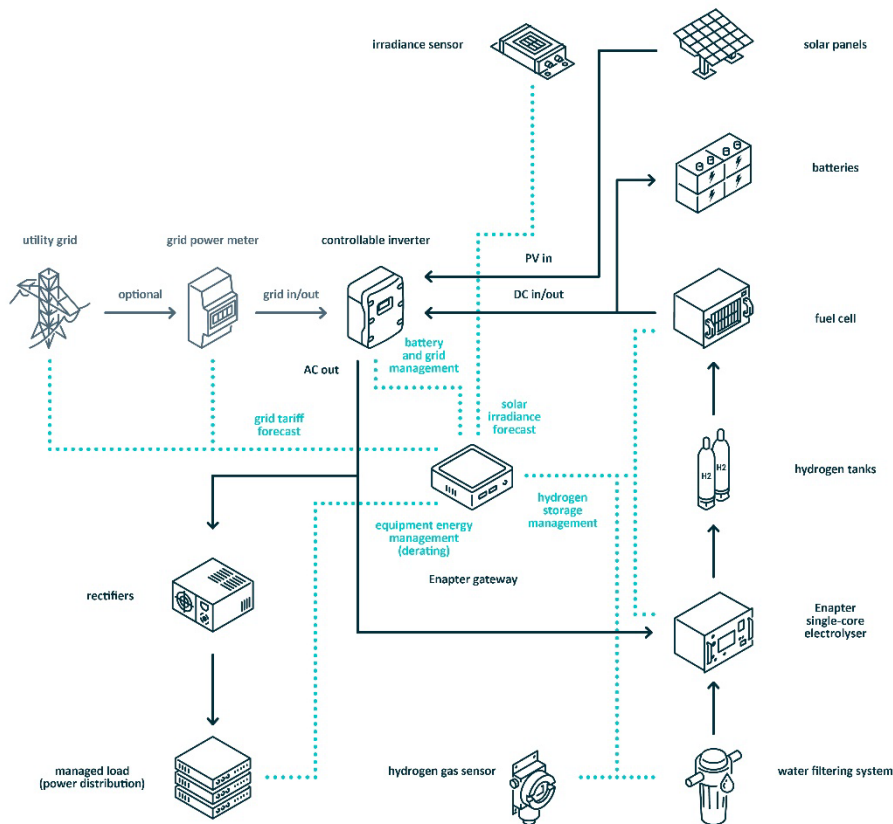 irradiance sensor
solar panels
batteries
utility grid
grid power meter
controllable inverter
PV in
optional
grid in/out
DC in/out
fuel cell
battery
and grid
management
AC out
grid tariff
forecast
solar
irradiance
forecast
H2
H2
hydrogen tanks
hydrogen
storage
management
equipment energy
management
(derating)
Enapter gateway
rectifiers
Enapter
single-core
electrolyser
managed load
(power distribution)
hydrogen gas sensor
water filtering system